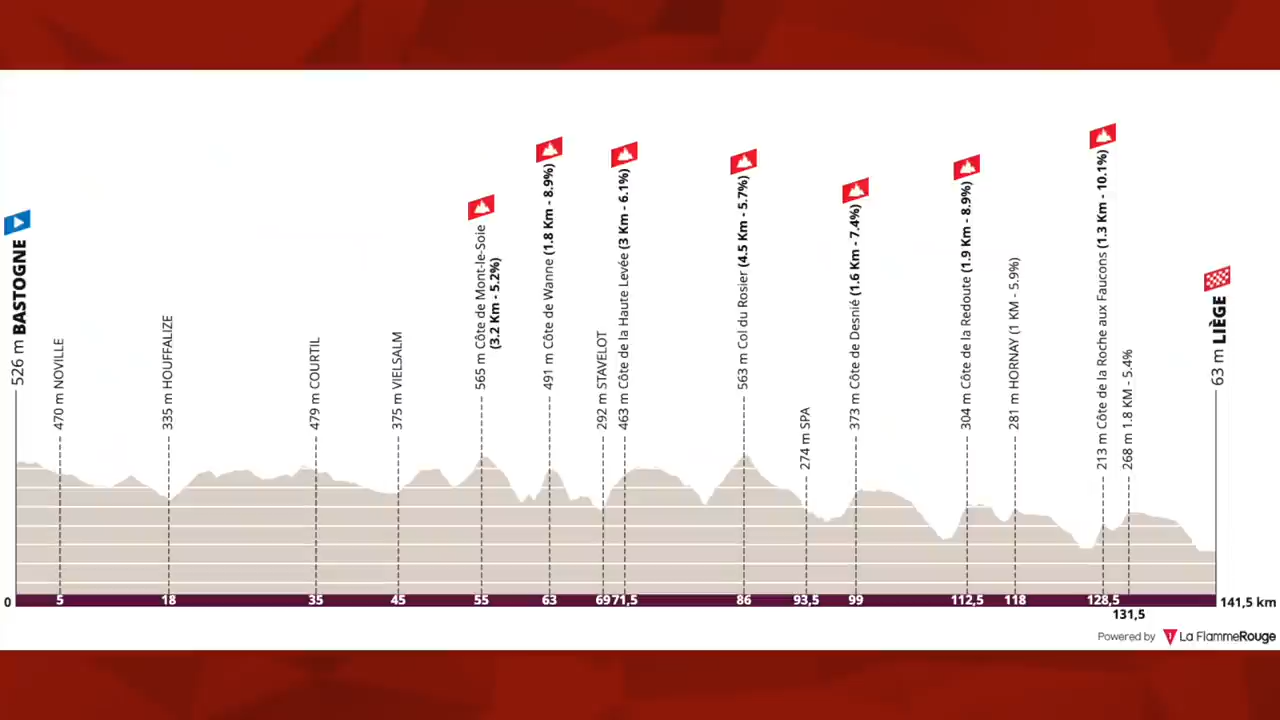 526 m BASTOGNE
470 m NOVILLE
335 m HOUFFALIZE
479 m COURTIL
375 m VIELSALM
565 m Côte de Mont-le-Soie
(3.2 Km - 5.2%)
491 m Côte de Wanne (1.8 Km - 8.9%)
292 m STAVELOT
463 m Côte de la Haute Levée (3 Km - 6.1%)
563 m Col du Rosier (4.5 Km - 5.7%)
274 m SPA
373 m Côte de Desnié (1.6 Km - 7.4%)
304 m Côte de la Redoute (1.9 Km - 8.9%)
281 m HORNAY (1 KM - 5.9%)
213 m Côte de la Roche aux Faucons (1.3 Km - 10.1%)
268 m 1.8 KM - 5.4%
63 m LIÈGE
0 5 18 35 45 55 63 69 71,5 86 93,5 99 112,5 118 128,5 141,5 km
131,5
Powered by La FlammeRouge